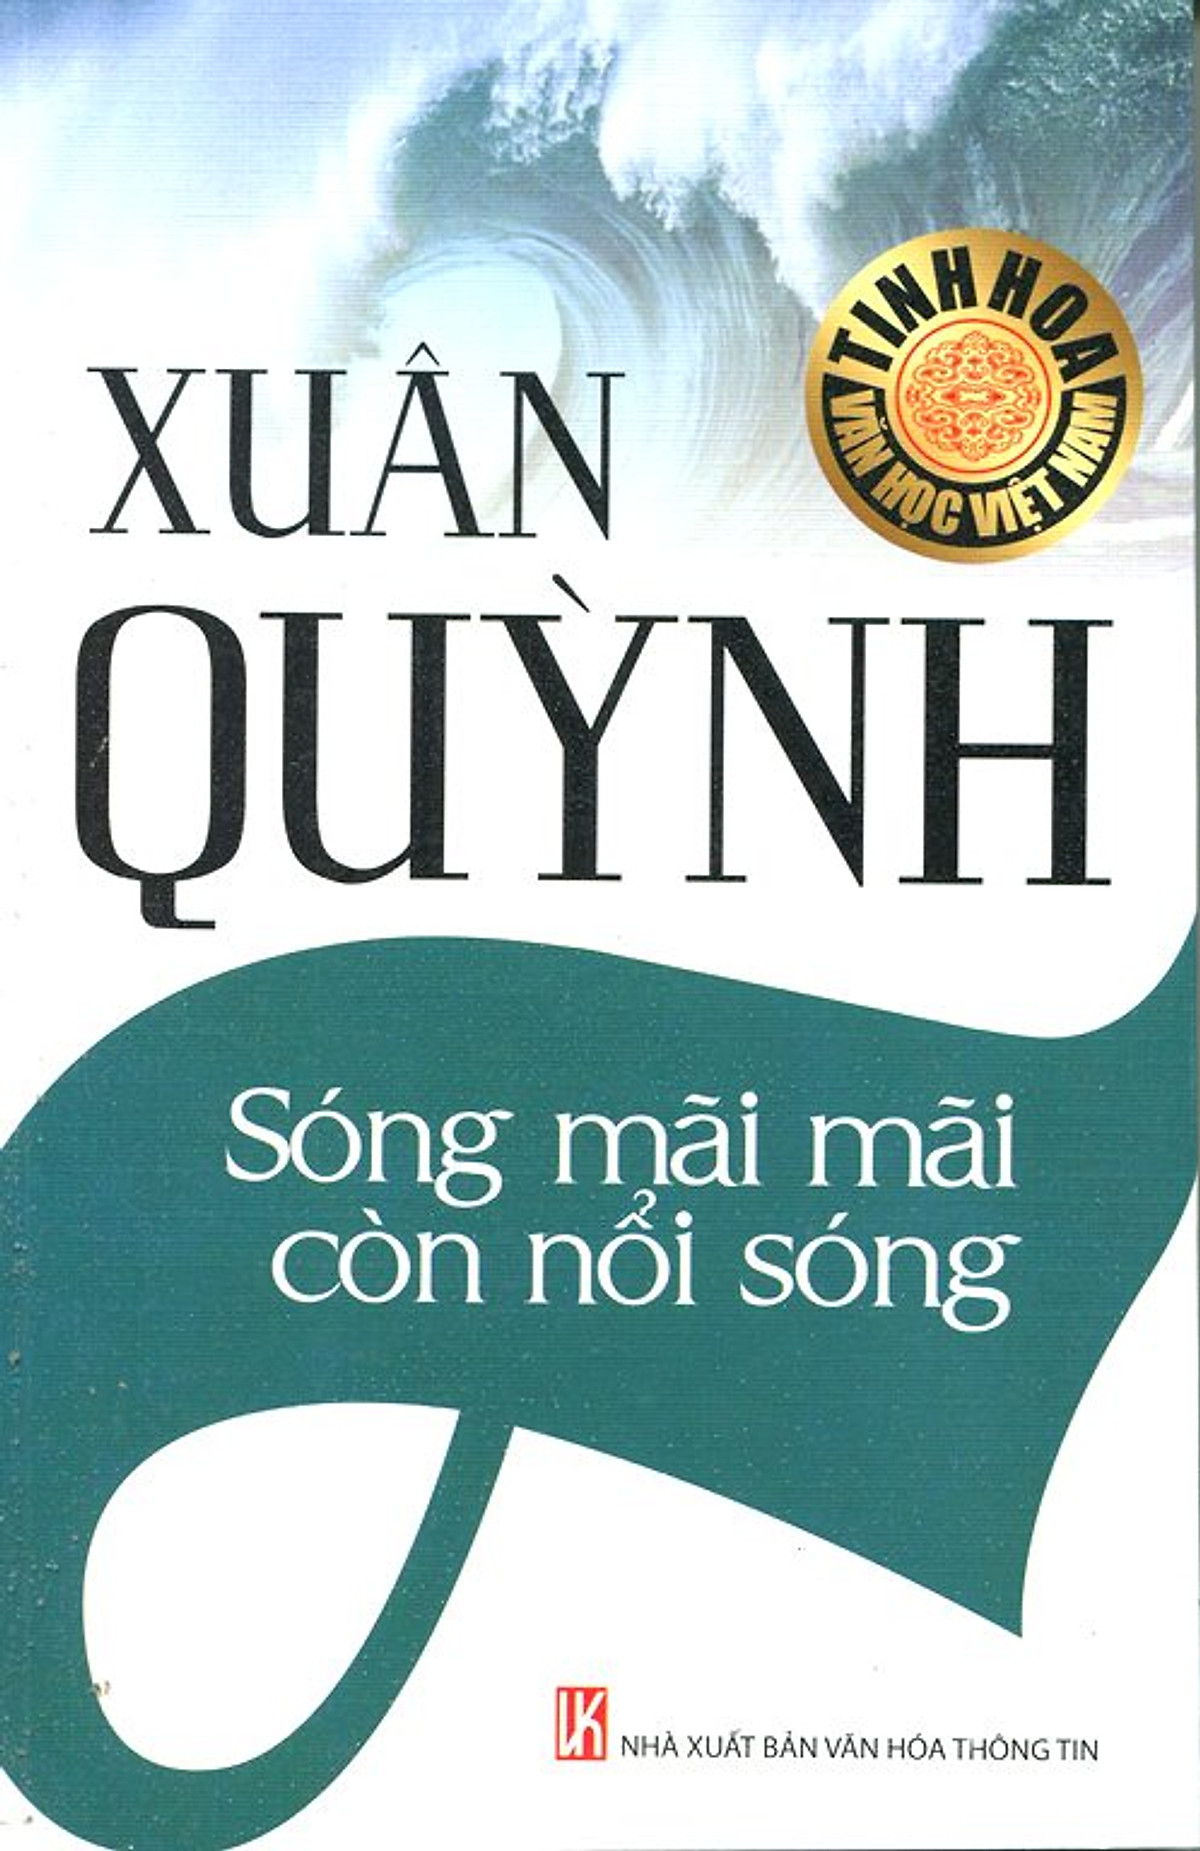 TINH HOA
VĂN HỌC VIỆT NAM
XUÂN
QUỲNH
Sóng mãi mãi
còn nổi sóng
VK NHÀ XUẤT BẢN VĂN HÓA THÔNG TIN